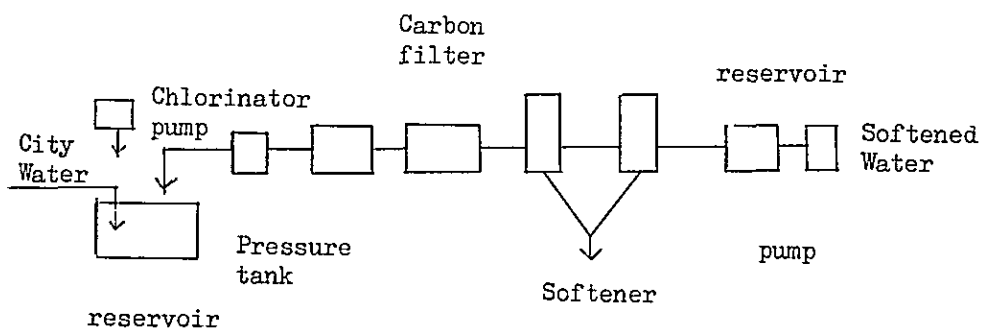 Carbon
filter
reservoir
Chlorinator
pump
City
Water
Softened
Water
Pressure
tank
pump
Softener
reservoir